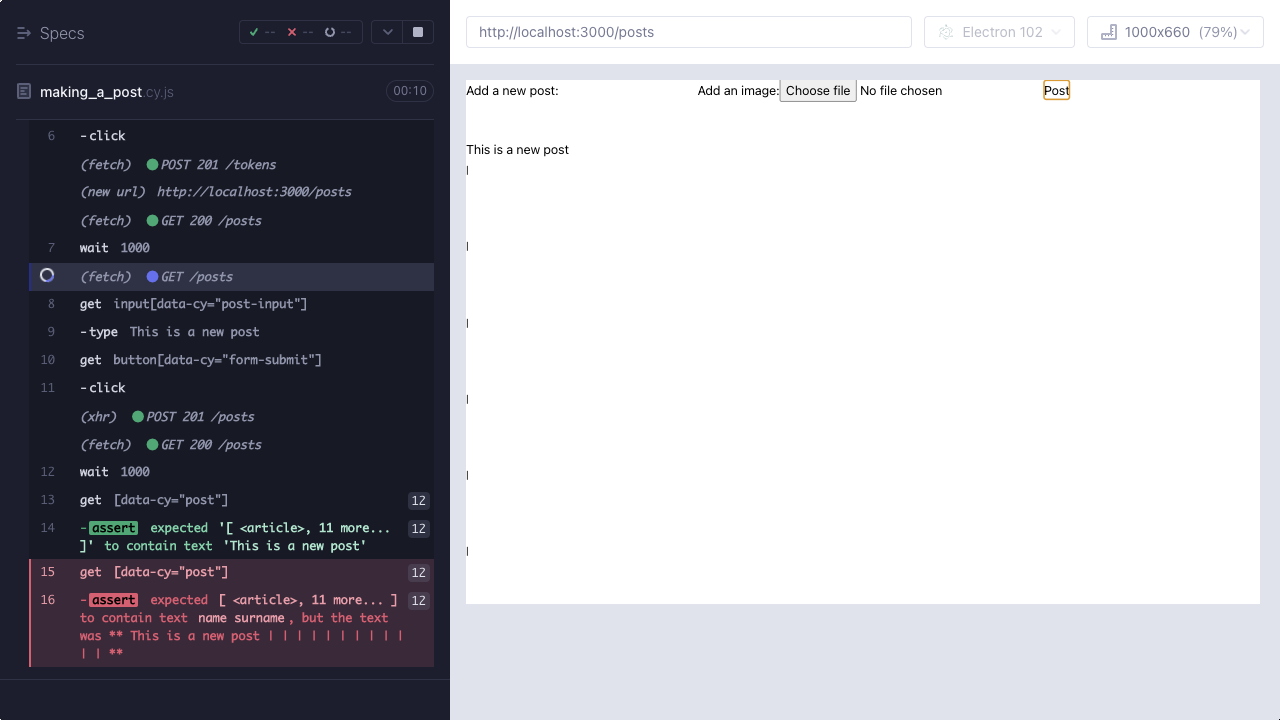 Specs
-- -- --
making_a_post.cy.js
00:10
6 -click
(fetch) POST 201 /tokens
(new url) http://localhost:3000/posts
(fetch) GET 200 /posts
7 wait 1000
(fetch) GET /posts
8 get input[data-cy="post-input"]
9 -type This is a new post
10 get button[data-cy="form-submit"]
11 -click
(xhr) POST 201 /posts
(fetch) GET 200 /posts
12 wait 1000
13 get [data-cy="post"] 12
14 -assert expected '[ <article>, 11 more... 12
]' to contain text 'This is a new post'
15 get [data-cy="post"] 12
16 -assert expected [ <article>, 11 more... ] 12
to contain text name surname, but the text
was ** This is a new post | | | | | | | | | |
| | **
http://localhost:3000/posts
Electron 102
1000x660 (79%)
Add a new post: Add an image: Choose file No file chosen Post
This is a new post
|
|
|
|
|
|